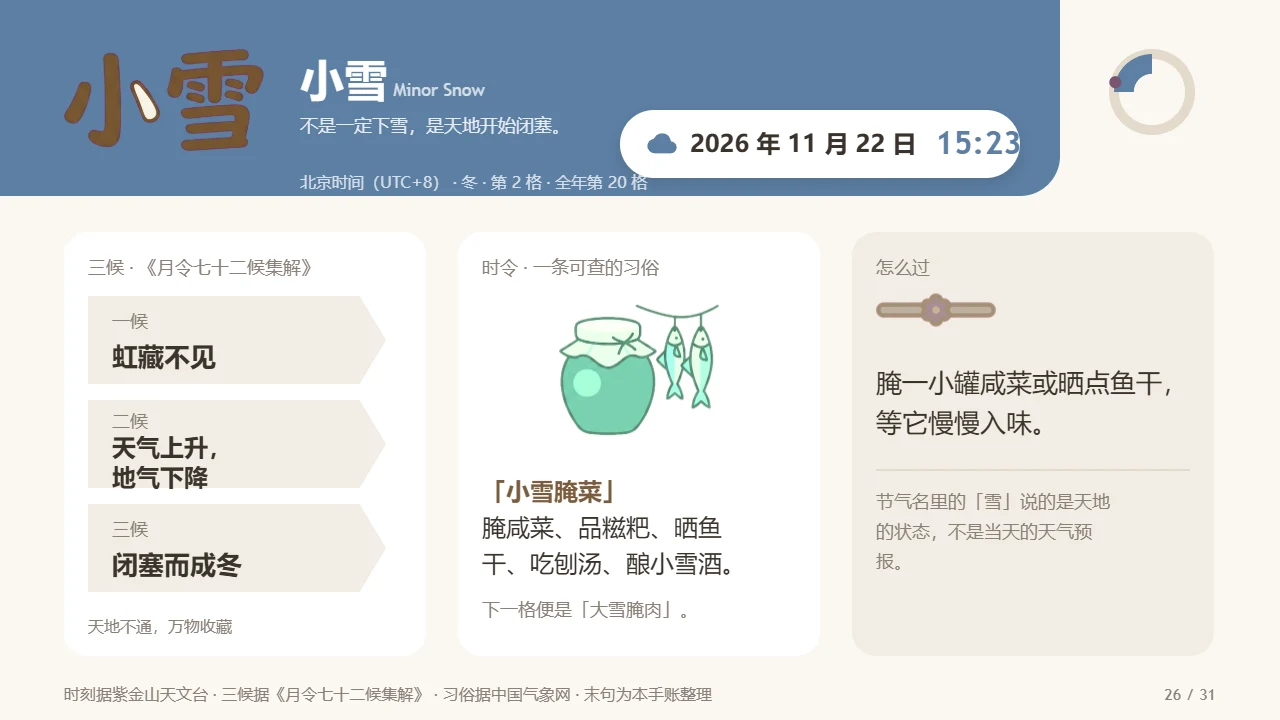 小雪
小雪 Minor Snow
不是一定下雪，是天地开始闭塞。
2026 年 11 月 22 日 15:23
北京时间（UTC+8） · 冬 · 第 2 格 · 全年第 20 格
三候 · 《月令七十二候集解》
一候
虹藏不见
二候
天气上升，
地气下降
三候
闭塞而成冬
天地不通，万物收藏
时令 · 一条可查的习俗
「小雪腌菜」
腌咸菜、品糍粑、晒鱼
干、吃刨汤、酿小雪酒。
下一格便是「大雪腌肉」。
怎么过
腌一小罐咸菜或晒点鱼干，
等它慢慢入味。
节气名里的「雪」说的是天地
的状态，不是当天的天气预
报。
时刻据紫金山天文台 · 三候据《月令七十二候集解》 · 习俗据中国气象网 · 末句为本手账整理
26 / 31